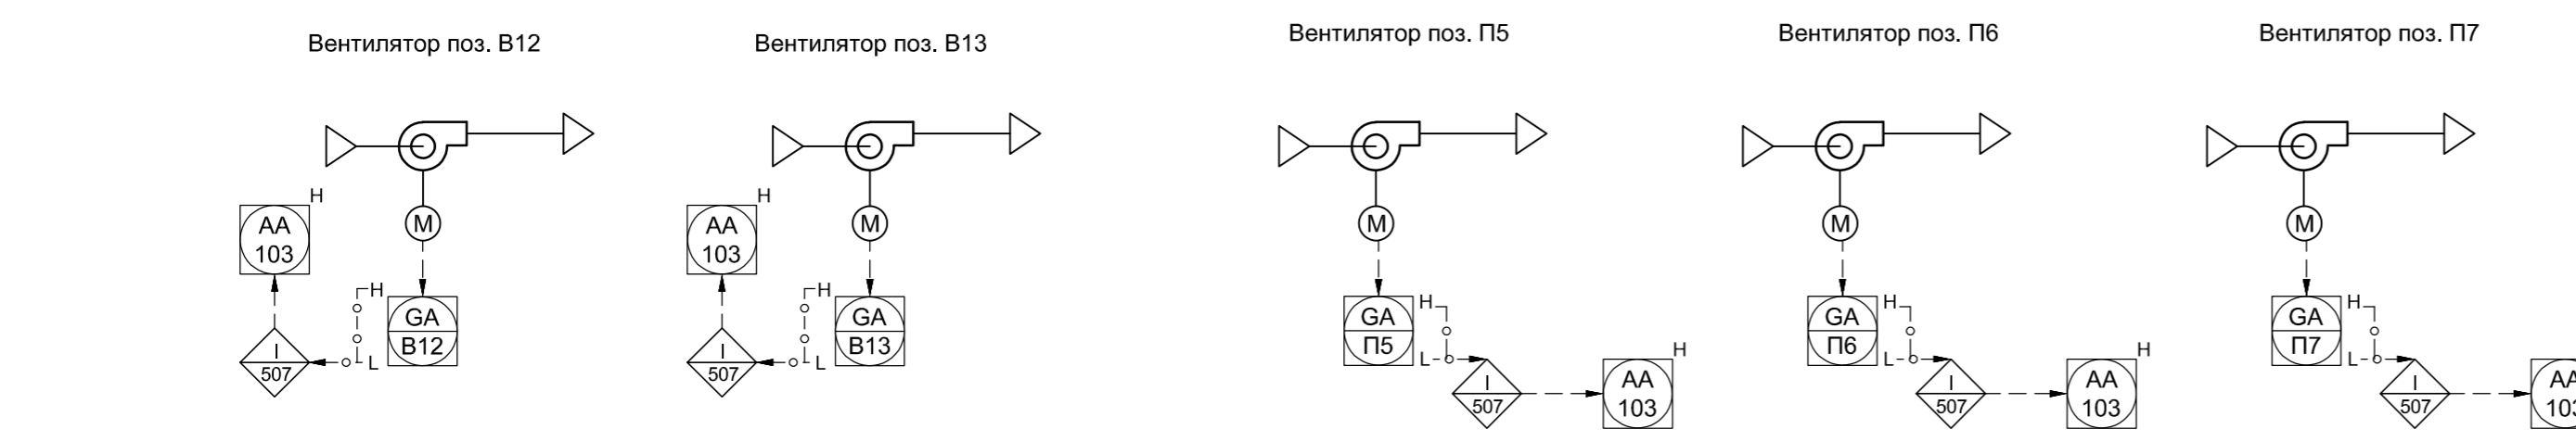 Вентилятор поз. В12
Вентилятор поз. В13
Вентилятор поз. П5
Вентилятор поз. П6
Вентилятор поз. П7
H
AA
103
M
H
GA
B12
L
I
507
H
AA
103
M
H
GA
B13
L
I
507
M
H
GA
П5
L
I
507
H
AA
103
M
H
GA
П6
L
I
507
H
AA
103
M
H
GA
П7
L
I
507